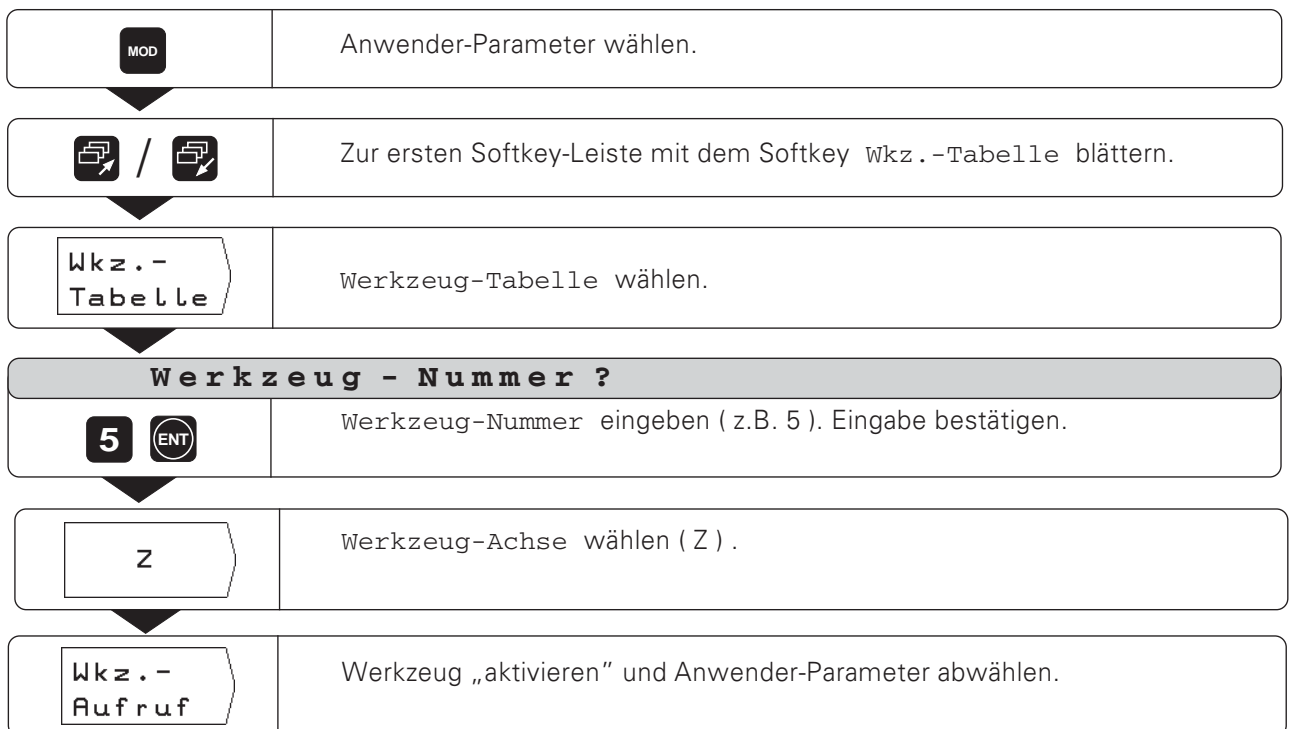 MOD
Anwender-Parameter wählen.
/
Zur ersten Softkey-Leiste mit dem Softkey Wkz.-Tabelle blättern.
Wkz.-
Tabelle
Werkzeug-Tabelle wählen.
Werkzeug - Nummer ?
5 ENT
Werkzeug-Nummer eingeben ( z.B. 5 ). Eingabe bestätigen.
Z
Werkzeug-Achse wählen ( Z ) .
Wkz.-
Aufruf
Werkzeug „aktivieren” und Anwender-Parameter abwählen.